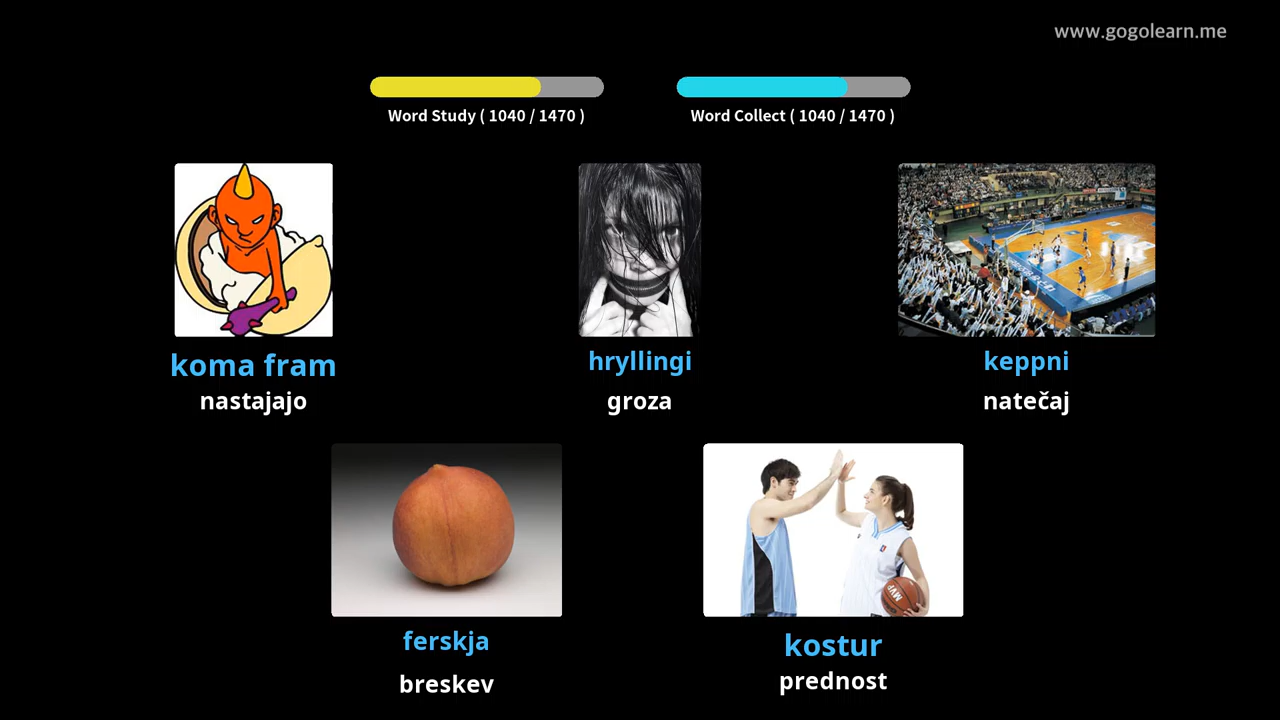 www.gogolearn.me
Word Study ( 1040 / 1470 )
Word Collect ( 1040 / 1470 )
koma fram
nastajajo
hryllingi
groza
keppni
natečaj
ferskja
breskev
kostur
prednost
MVP